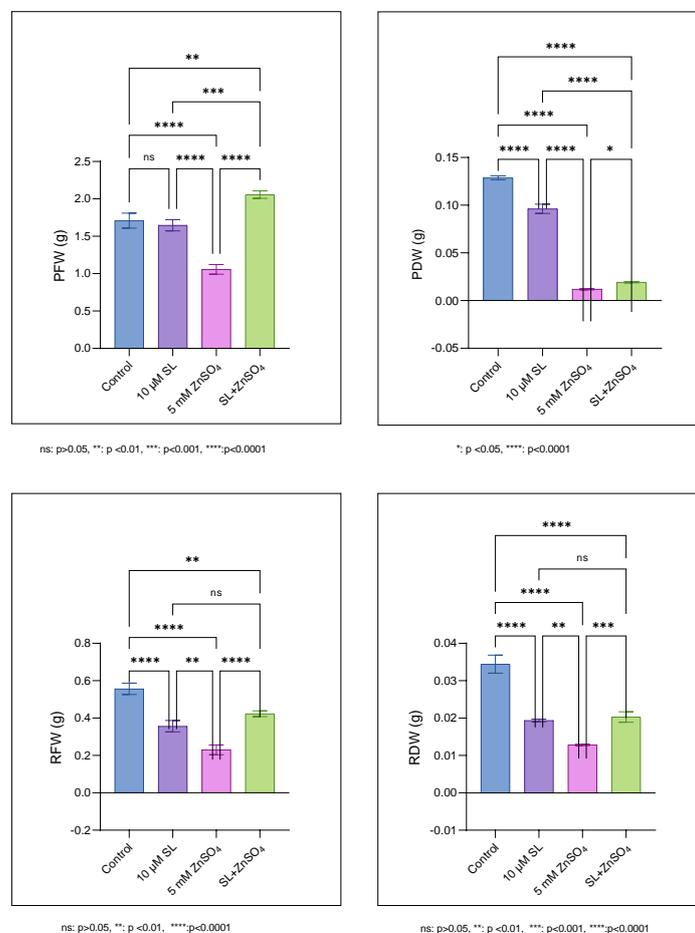 **
***
****
ns
****
****
2.5
2.0
1.5
1.0
0.5
0.0
PFW (g)
Control
10 µM SL
5 mM ZnSO₄
SL+ZnSO₄
ns: p>0.05, **: p <0.01, ***: p<0.001, ****:p<0.0001
****
****
****
****
****
*
0.15
0.10
0.05
0.00
-0.05
PDW (g)
Control
10 µM SL
5 mM ZnSO₄
SL+ZnSO₄
*: p <0.05, ****: p<0.0001
**
ns
****
****
**
****
0.8
0.6
0.4
0.2
0.0
-0.2
RFW (g)
Control
10 µM SL
5 mM ZnSO₄
SL+ZnSO₄
ns: p>0.05, **: p <0.01, ****:p<0.0001
****
ns
****
****
**
***
0.04
0.03
0.02
0.01
0.00
-0.01
RDW (g)
Control
10 µM SL
5 mM ZnSO₄
SL+ZnSO₄
ns: p>0.05, **: p <0.01, ***: p<0.001, ****:p<0.0001